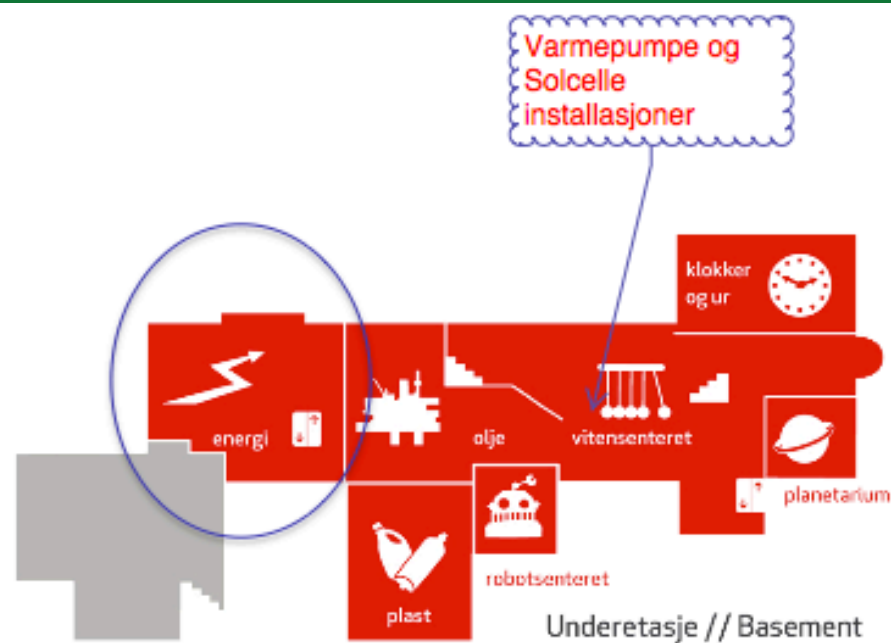 Varmepumpe og
Solcelle
installasjoner
klokker
og ur
energi
olje
vitensenteret
planetarium
robotsenteret
plast
Underetasje // Basement